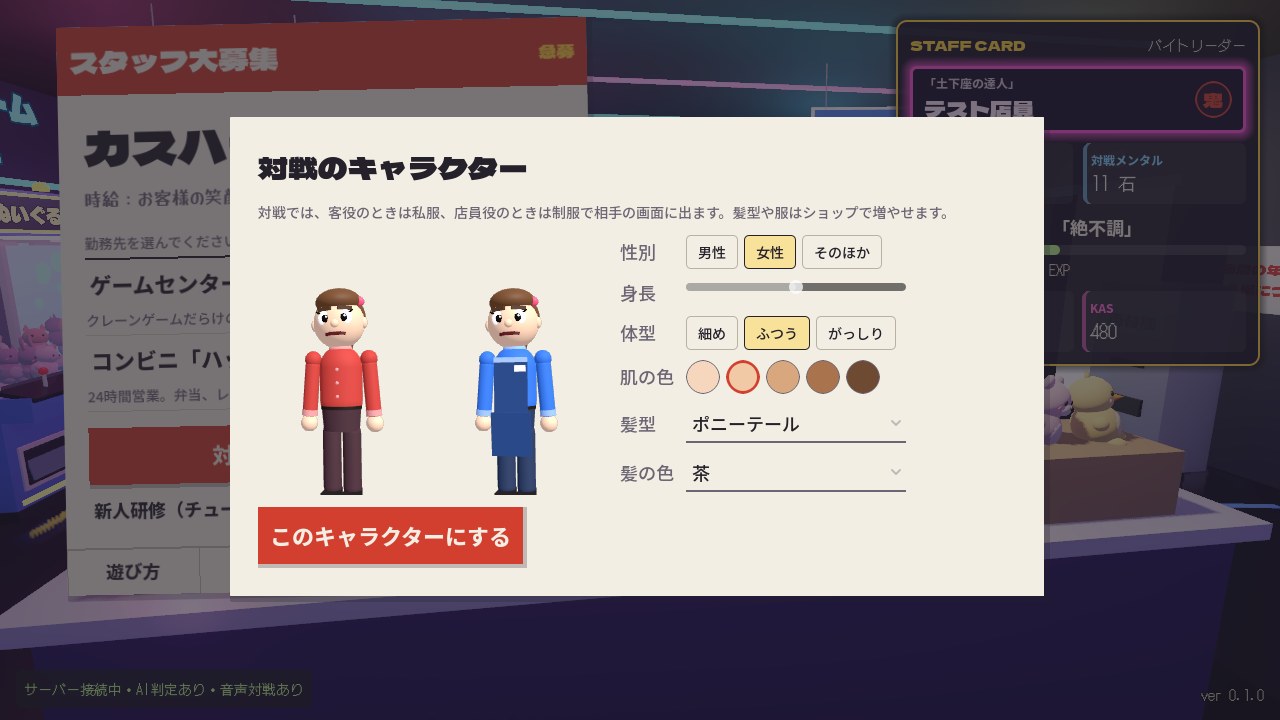 スタッフ大募集
急募
STAFF CARD
バイトリーダー
「土下座の達人」
テスト店員
カスハ
時給：お客様の笑
勤務先を選んでくださ
ゲームセンター
クレーンゲームだらけ
コンビニ「ハッ
24時間営業。弁当、レ
新人研修（チュー
遊び方
対戦メンタル
11 石
「絶不調」
EXP
KAS
480
対戦のキャラクター
対戦では、客役のときは私服、店員役のときは制服で相手の画面に出ます。髪型や服はショップで増やせます。
性別
男性
女性
そのほか
身長
体型
細め
ふつう
がっしり
肌の色
髪型
ポニーテール
髪の色
茶
このキャラクターにする
サーバー接続中・AI判定あり・音声対戦あり
ver 0.1.0